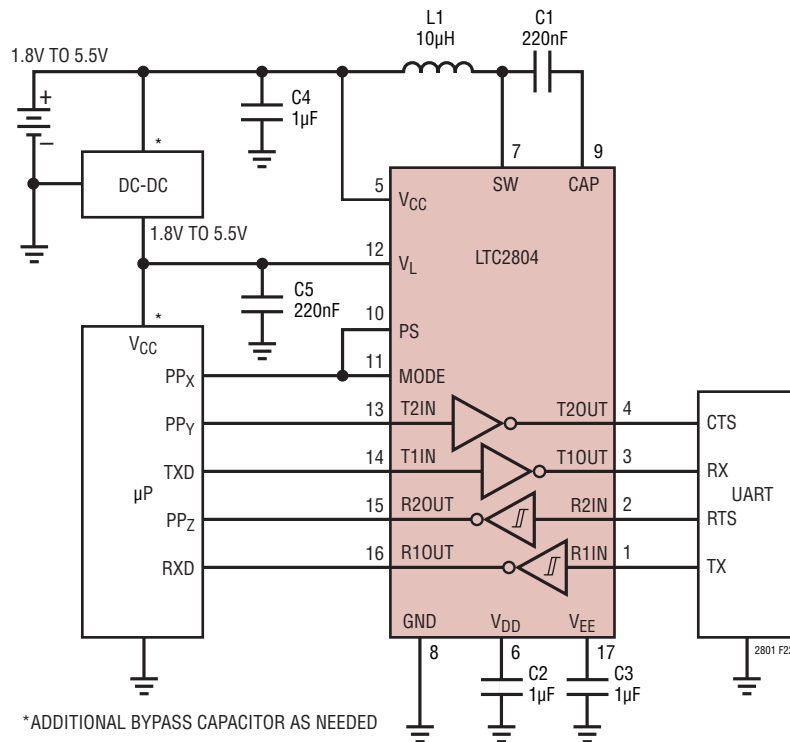 L1
10µH
C1
220nF
1.8V TO 5.5V
C4
1µF
+
–
*
DC-DC
7
9
SW
CAP
5
VCC
1.8V TO 5.5V
12
VL
LTC2804
C5
220nF
*
VCC
10
PS
PPX
11
MODE
PPY
13
T2IN
T2OUT
4
CTS
TXD
14
T1IN
T1OUT
3
RX
µP
UART
PPZ
15
R2OUT
R2IN
2
RTS
RXD
16
R1OUT
R1IN
1
TX
GND
VDD
VEE
8
6
17
C2
1µF
C3
1µF
2801 F22
*ADDITIONAL BYPASS CAPACITOR AS NEEDED